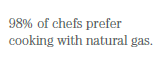 98% of chefs prefer
cooking with natural gas.